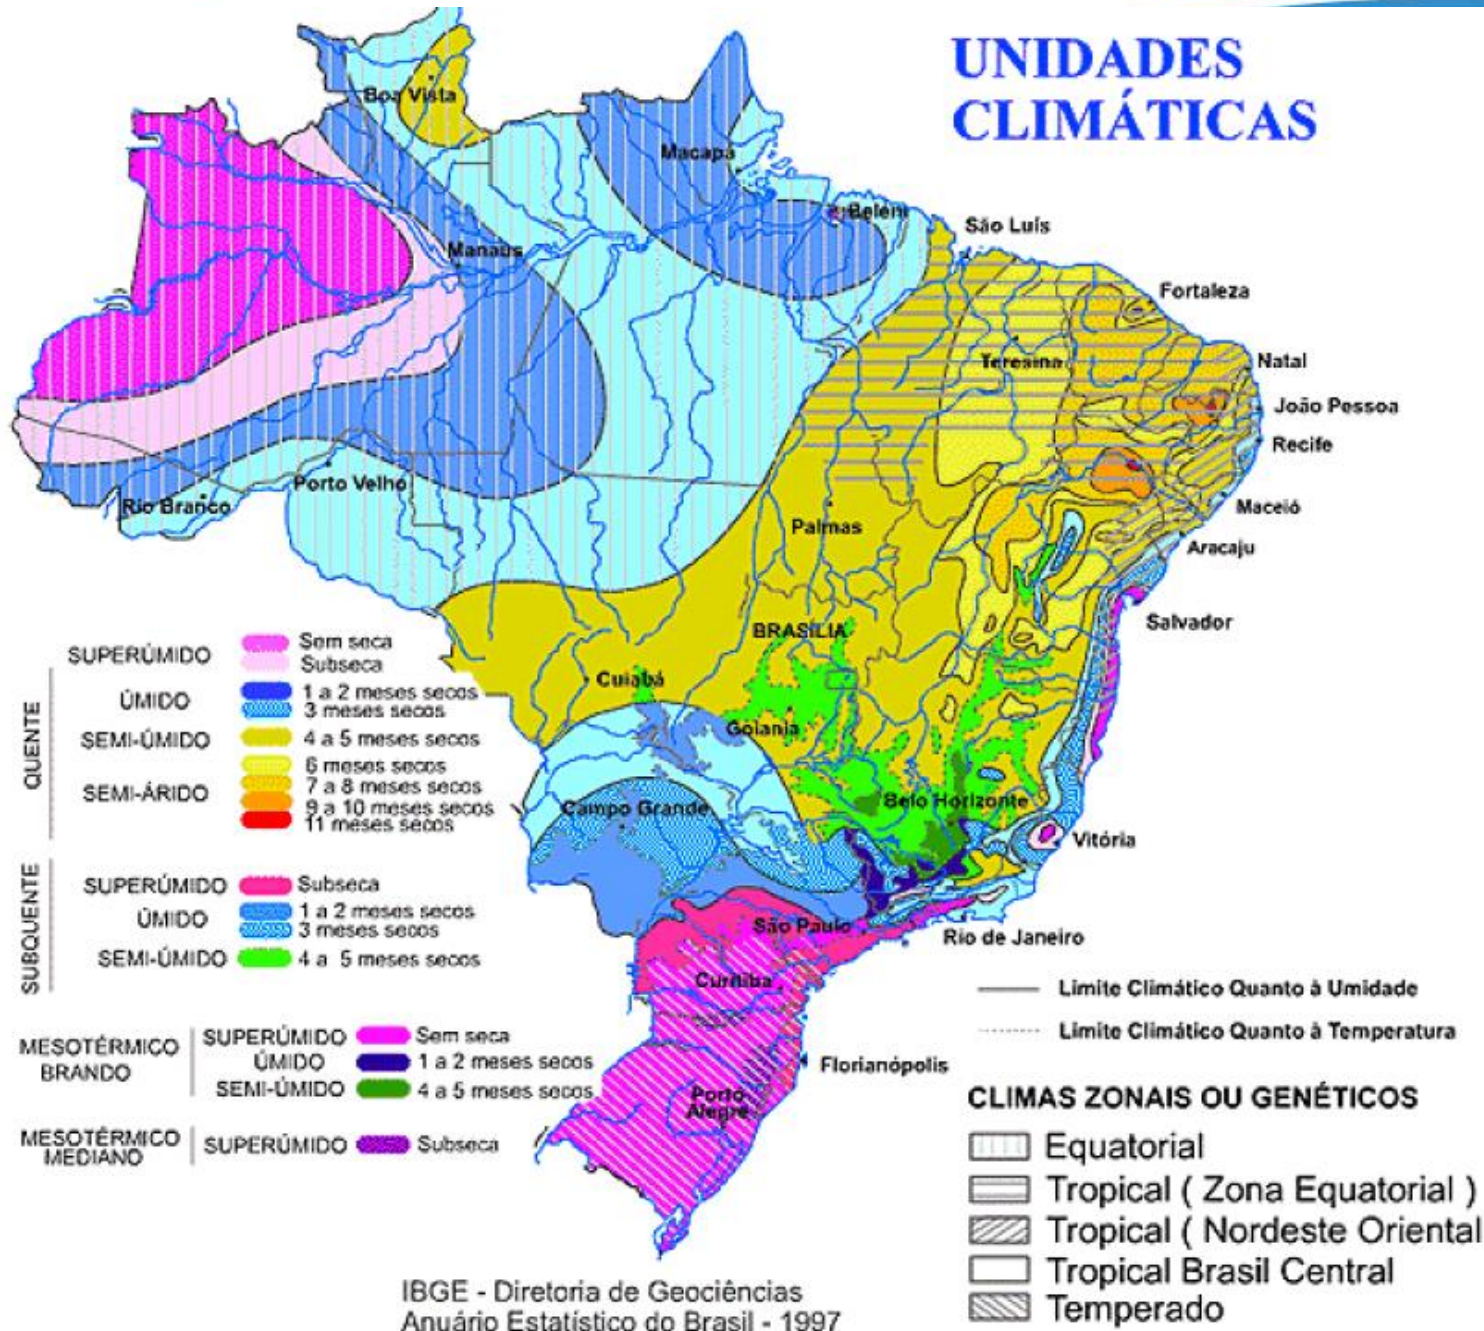 UNIDADES
CLIMÁTICAS
Boa Vista
Macapá
Belém
São Luís
Manaus
Fortaleza
Teresina
Natal
João Pessoa
Recife
Porto Velho
Rio Branco
Maceió
Palmas
Aracaju
Salvador
BRASÍLIA
Cuiabá
Goiania
Campo Grande
Belo Horizonte
Vitória
São Paulo
Rio de Janeiro
Curitiba
Florianópolis
Porto
Alegre
QUENTE
SUPERÚMIDO
Sem seca
Subseca
ÚMIDO
1 a 2 meses secos
3 meses secos
SEMI-ÚMIDO
4 a 5 meses secos
SEMI-ÁRIDO
6 meses secos
7 a 8 meses secos
9 a 10 meses secos
11 meses secos
SUBQUENTE
SUPERÚMIDO
Subseca
ÚMIDO
1 a 2 meses secos
3 meses secos
SEMI-ÚMIDO
4 a 5 meses secos
MESOTÉRMICO
BRANDO
SUPERÚMIDO
Sem seca
ÚMIDO
1 a 2 meses secos
SEMI-ÚMIDO
4 a 5 meses secos
MESOTÉRMICO
MEDIANO
SUPERÚMIDO
Subseca
Limite Climático Quanto à Umidade
Limite Climático Quanto à Temperatura
CLIMAS ZONAIS OU GENÉTICOS
Equatorial
Tropical ( Zona Equatorial )
Tropical ( Nordeste Oriental
Tropical Brasil Central
Temperado
IBGE - Diretoria de Geociências
Anuário Estatístico do Brasil - 1997